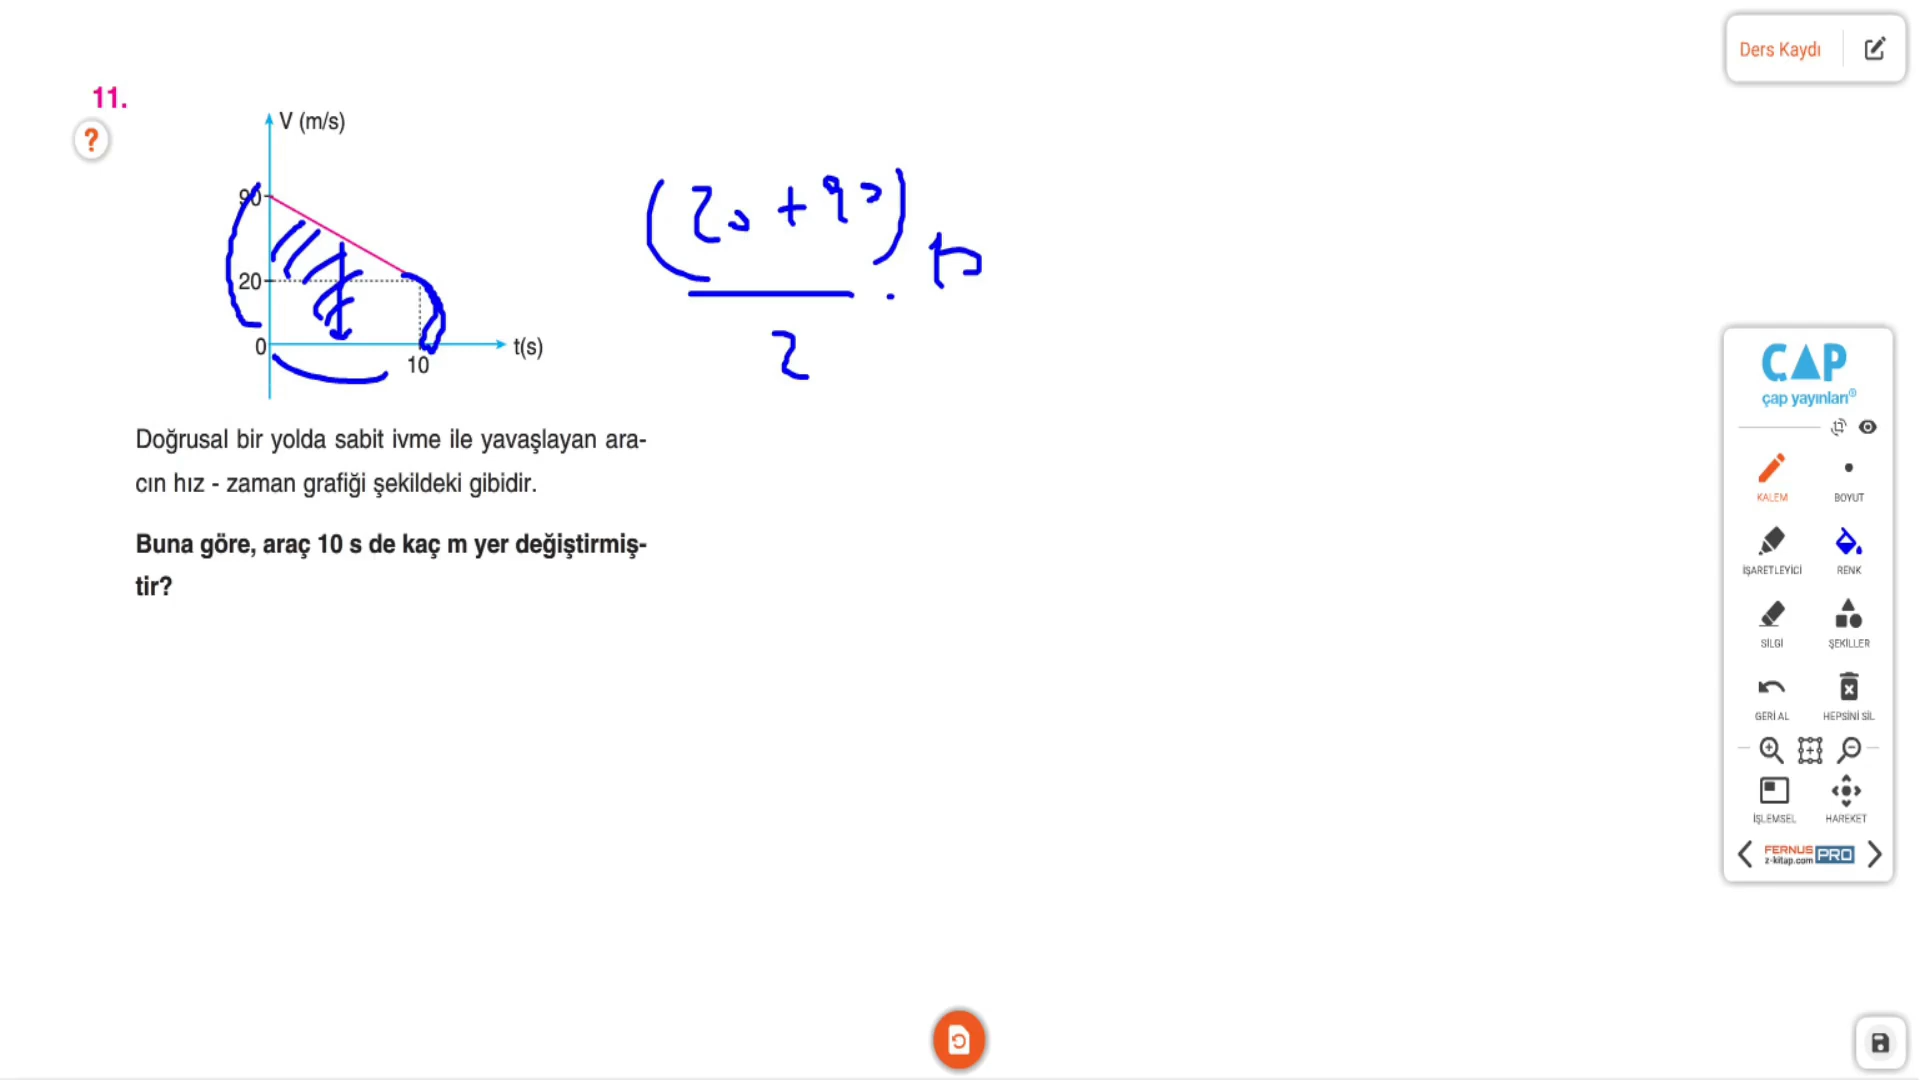 Ders Kaydı
11.
?
V (m/s)
90
20
0
10
t(s)
(20 + 90)
2
. 10
Doğrusal bir yolda sabit ivme ile yavaşlayan ara-
cın hız - zaman grafiği şekildeki gibidir.
Buna göre, araç 10 s de kaç m yer değiştirmiş-
tir?
ÇAP
çap yayınları®
KALEM
BOYUT
İŞARETLEYİCİ
RENK
SİLGİ
ŞEKİLLER
GERİ AL
HEPSİNİ SİL
İŞLEMSEL
HAREKET
FERNUS
z-kitap.com
PRO